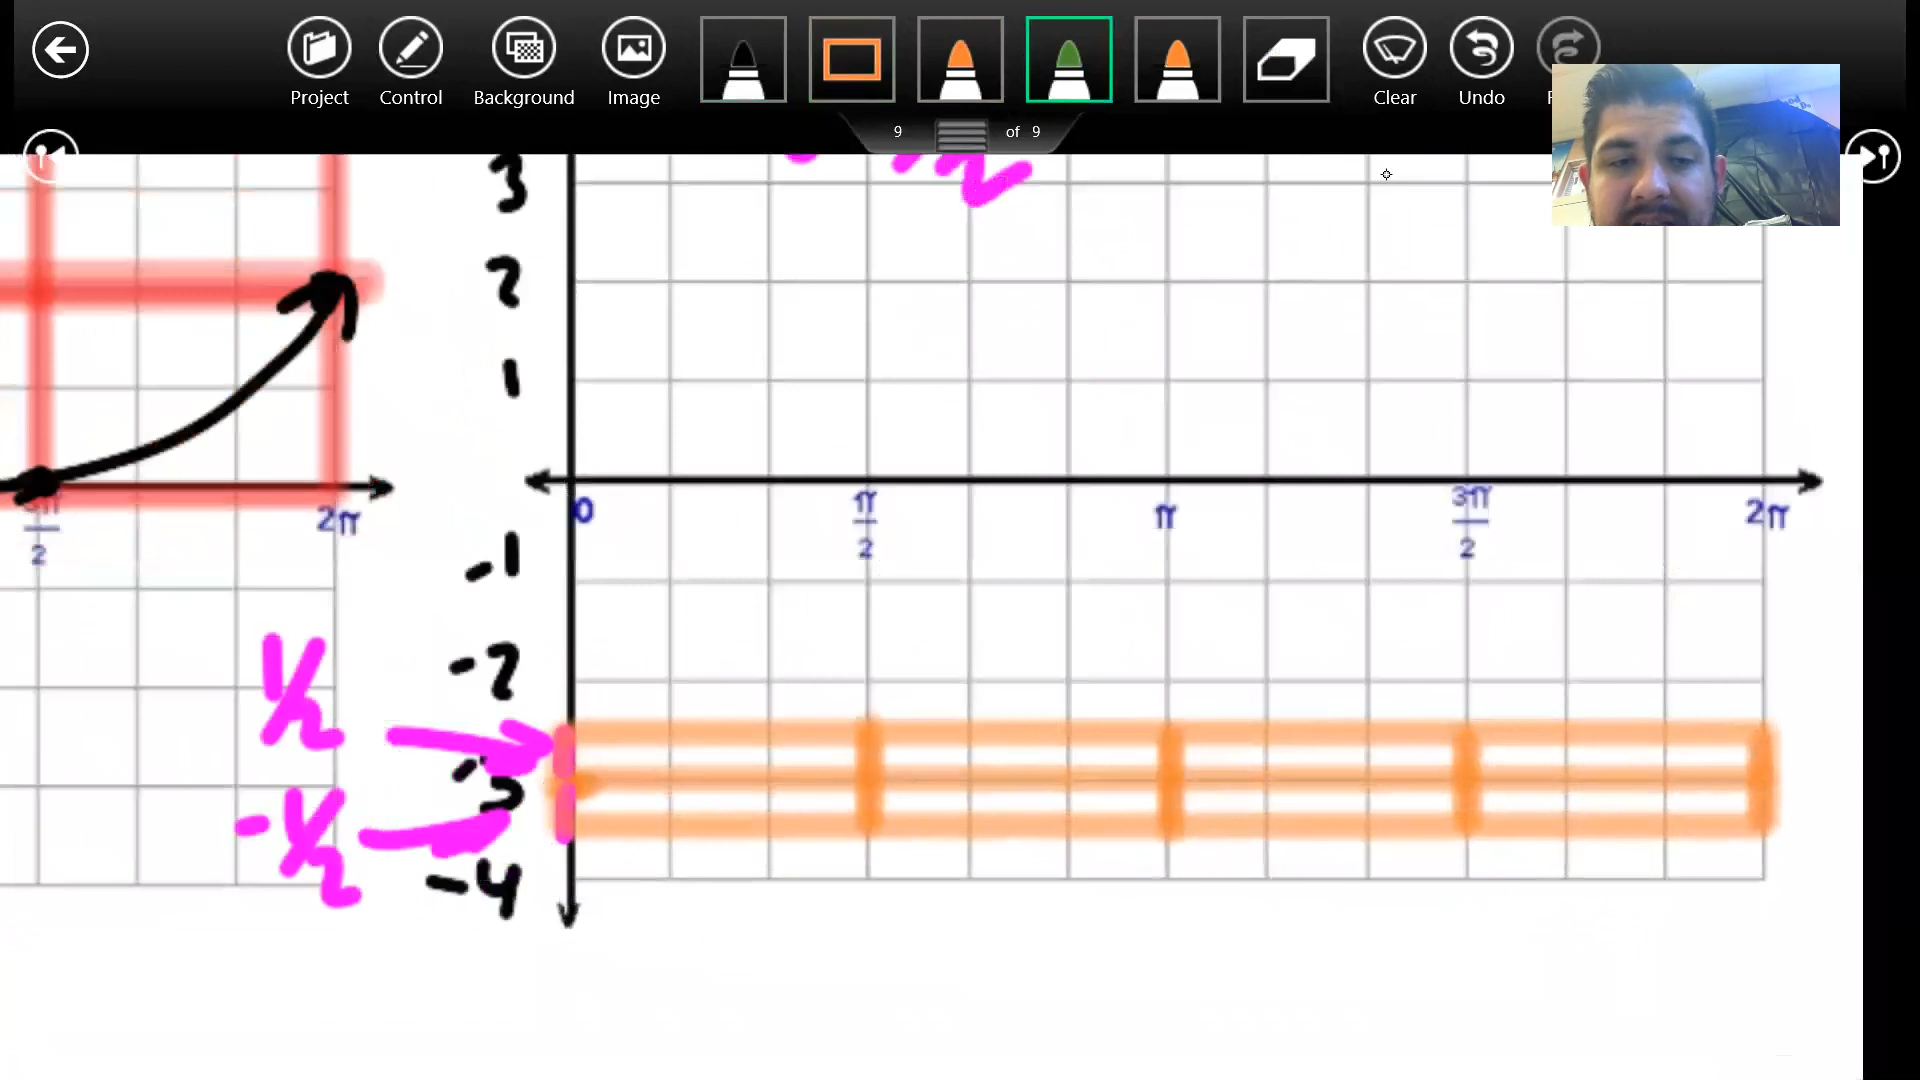 Project Control Background Image Clear Undo
9 of 9
3
2
1
0 π/2 π 3π/2 2π
2 2π
-1
-2
1/2
-3
-1/2
-4